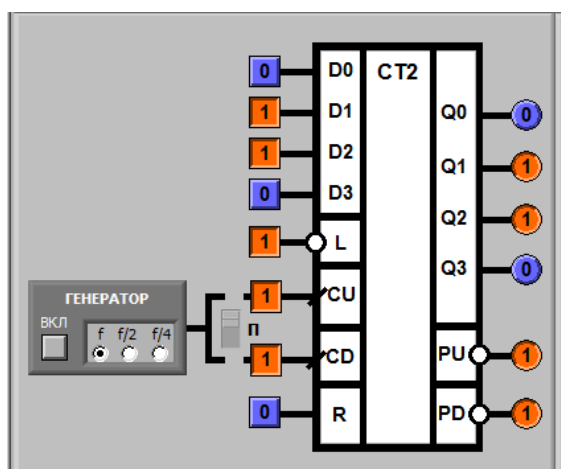 0 D0 CT2
1 D1 Q0 0
1 D2 Q1 1
0 D3 Q2 1
1 L Q3 0
ГЕНЕРАТОР
ВКЛ f f/2 f/4
1 CU
П
1 CD PU 1
0 R PD 1